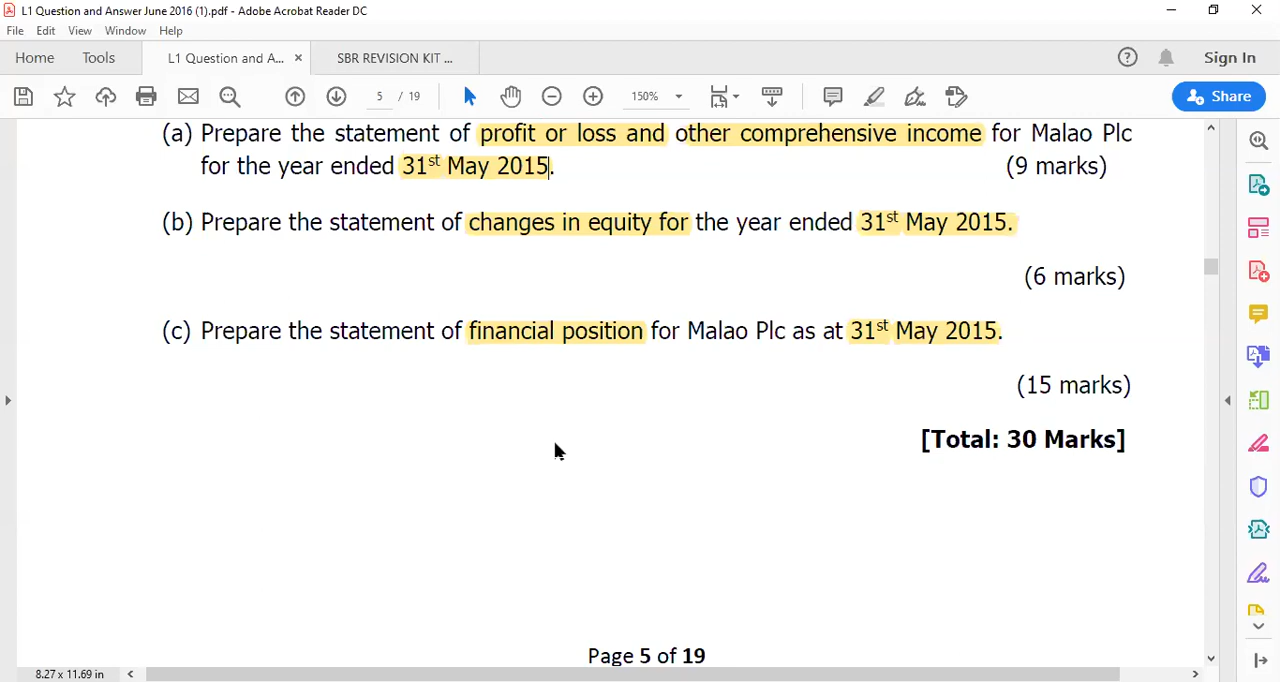 L1 Question and Answer June 2016 (1).pdf - Adobe Acrobat Reader DC
File Edit View Window Help
Home Tools L1 Question and A... × SBR REVISION KIT ... Sign In
5 / 19 150% Share
(a) Prepare the statement of profit or loss and other comprehensive income for Malao Plc
for the year ended 31st May 2015. (9 marks)
(b) Prepare the statement of changes in equity for the year ended 31st May 2015.
(6 marks)
(c) Prepare the statement of financial position for Malao Plc as at 31st May 2015.
(15 marks)
[Total: 30 Marks]
Page 5 of 19
8.27 x 11.69 in